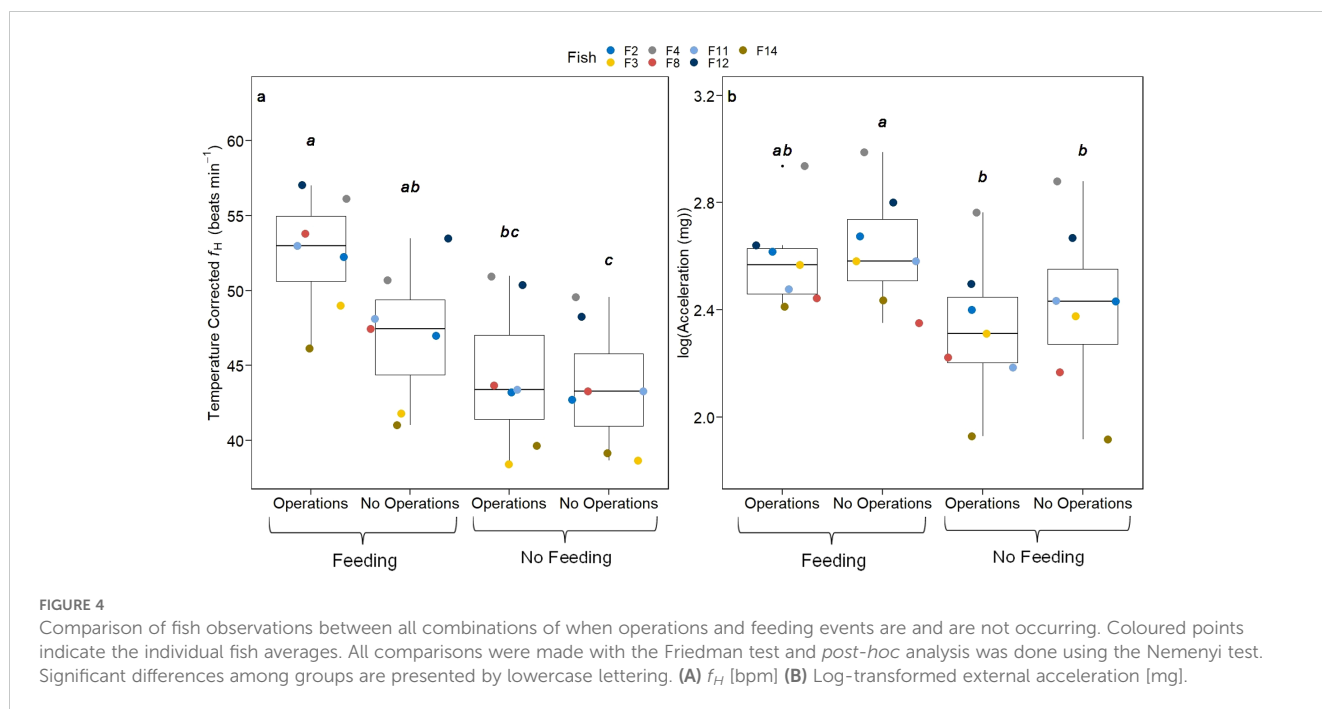 Fish F2 F4 F11 F14
F3 F8 F12
a
b
Temperature Corrected fH (beats min−1)
60
55
50
45
40
a
ab
bc
c
log(Acceleration (mg))
3.2
2.8
2.4
2.0
ab
a
b
b
Operations No Operations Operations No Operations
Feeding No Feeding
Operations No Operations Operations No Operations
Feeding No Feeding
FIGURE 4
Comparison of fish observations between all combinations of when operations and feeding events are and are not occurring. Coloured points
indicate the individual fish averages. All comparisons were made with the Friedman test and post-hoc analysis was done using the Nemenyi test.
Significant differences among groups are presented by lowercase lettering. (A) fH [bpm] (B) Log-transformed external acceleration [mg].